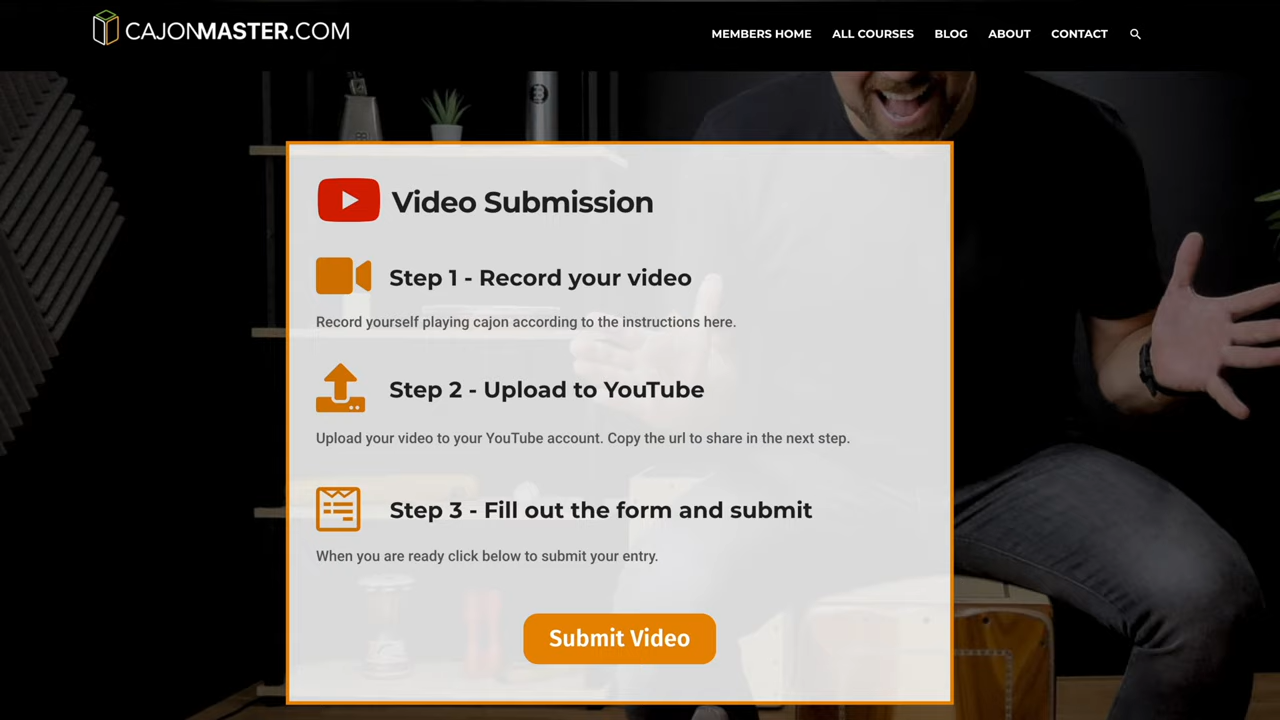 CAJONMASTER.COM
MEMBERS HOME ALL COURSES BLOG ABOUT CONTACT
Video Submission
Step 1 - Record your video
Record yourself playing cajon according to the instructions here.
Step 2 - Upload to YouTube
Upload your video to your YouTube account. Copy the url to share in the next step.
Step 3 - Fill out the form and submit
When you are ready click below to submit your entry.
Submit Video